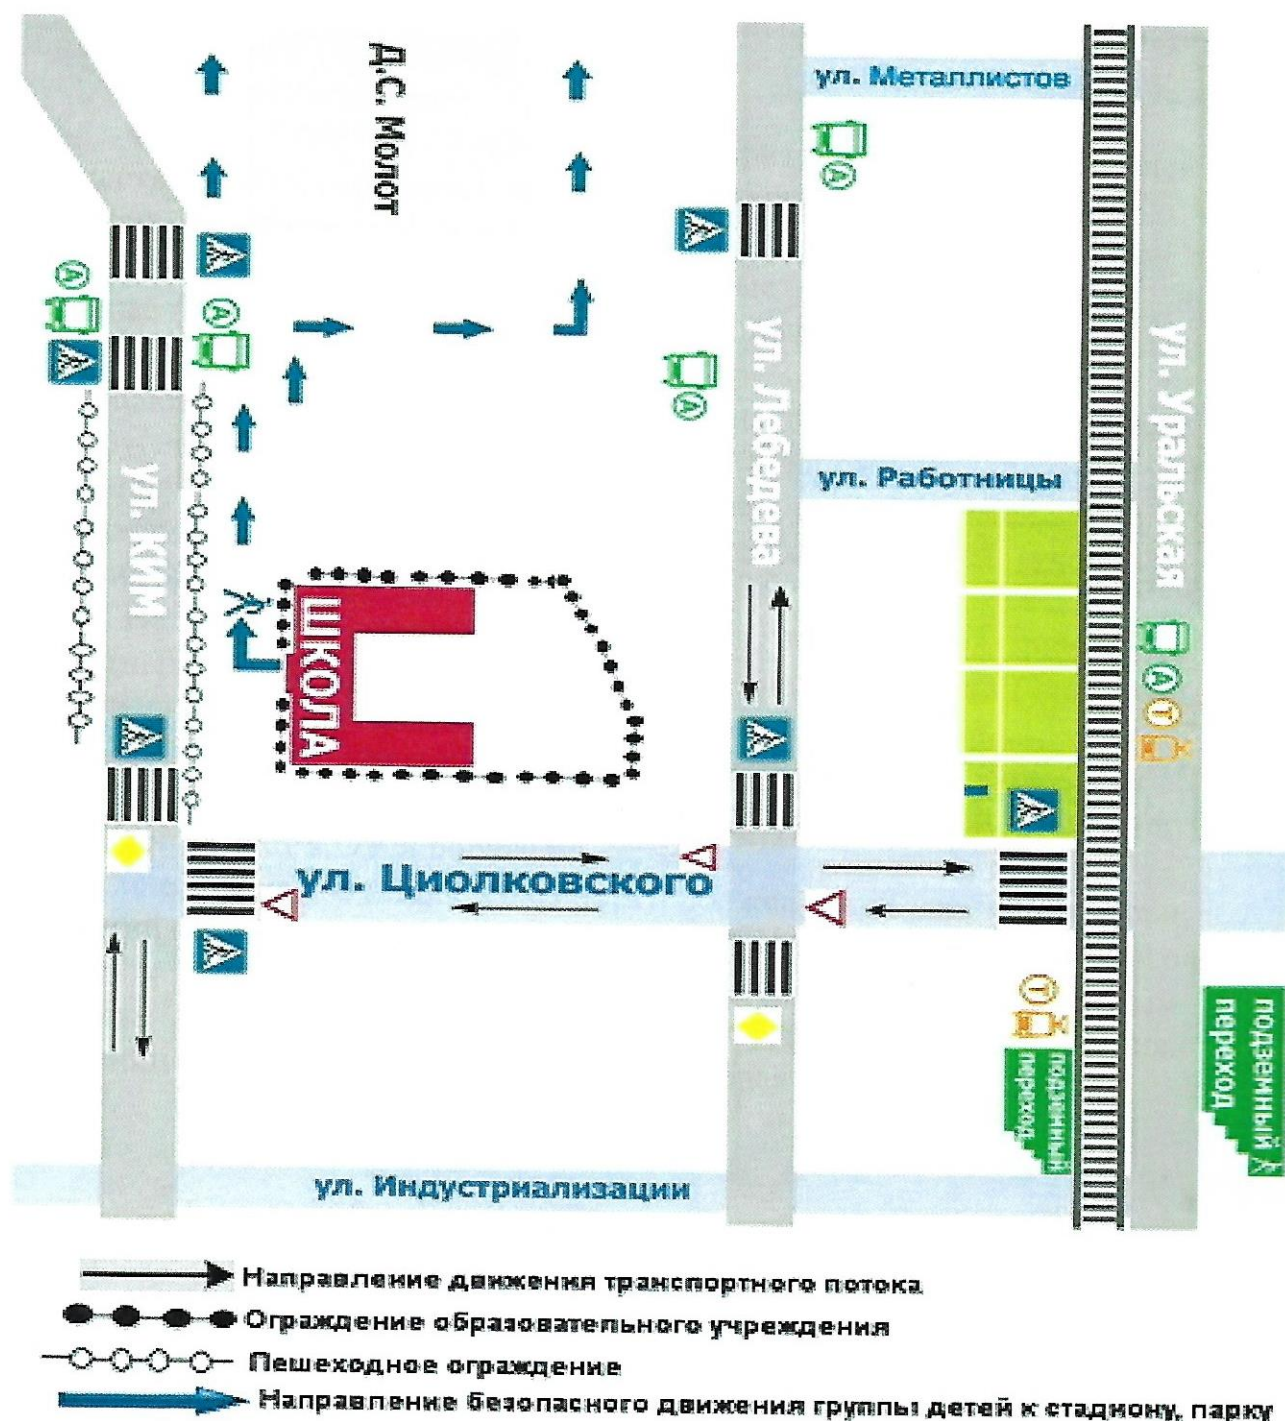 Д.С. Молот
ул. Металлистов
ул. Лебедева
ул. Уральская
ул. Работницы
ул. КИМ
ШКОЛА
ул. Циолковского
А
А
А
А
А
Т
Т
подземный
переход
подземный
переход
ул. Индустриализации
Направление движения транспортного потока
Ограждение образовательного учреждения
Пешеходное ограждение
Направление безопасного движения группы детей к стадиону, парку